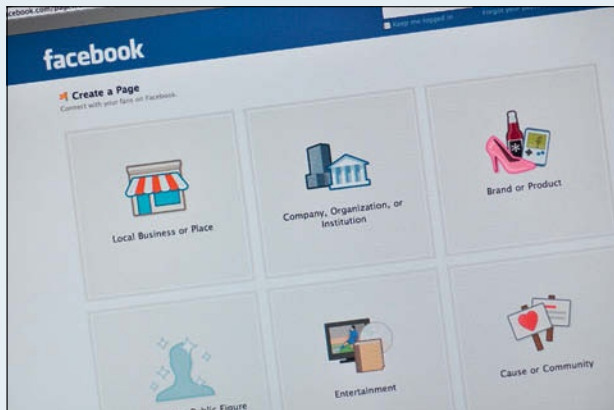 facebook
Keep me logged in
Create a Page
Connect with your fans on Facebook.
Local Business or Place
Company, Organization, or
Institution
Brand or Product
Public Figure
Entertainment
Cause or Community